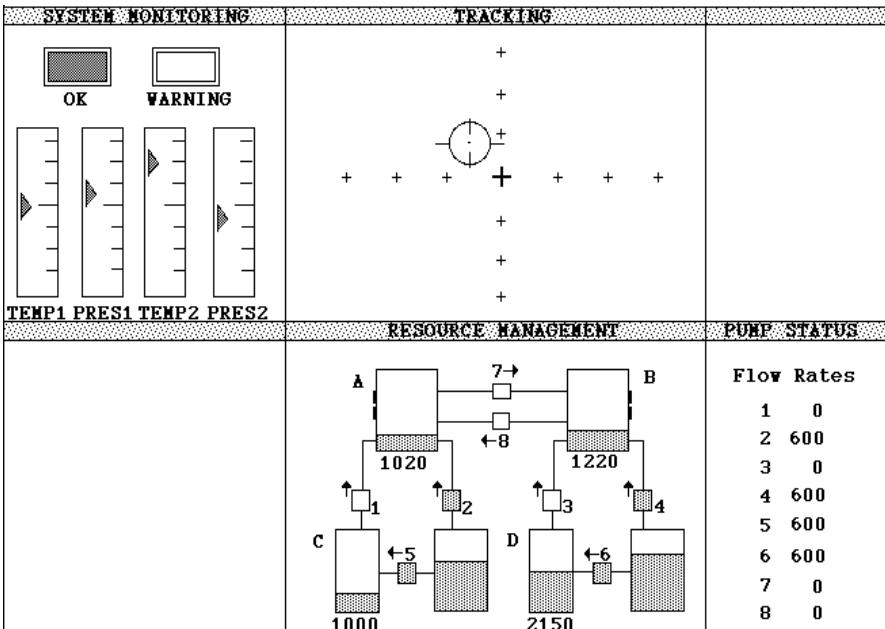 SYSTEM MONITORING
TRACKING
OK WARNING
TEMP1 PRES1 TEMP2 PRES2
RESOURCE MANAGEMENT
PUMP STATUS
A 7→ B
←8
1020 1220
1 2 3 4
C ←5 D ←6
1000 2150
Flow Rates
1 0
2 600
3 0
4 600
5 600
6 600
7 0
8 0